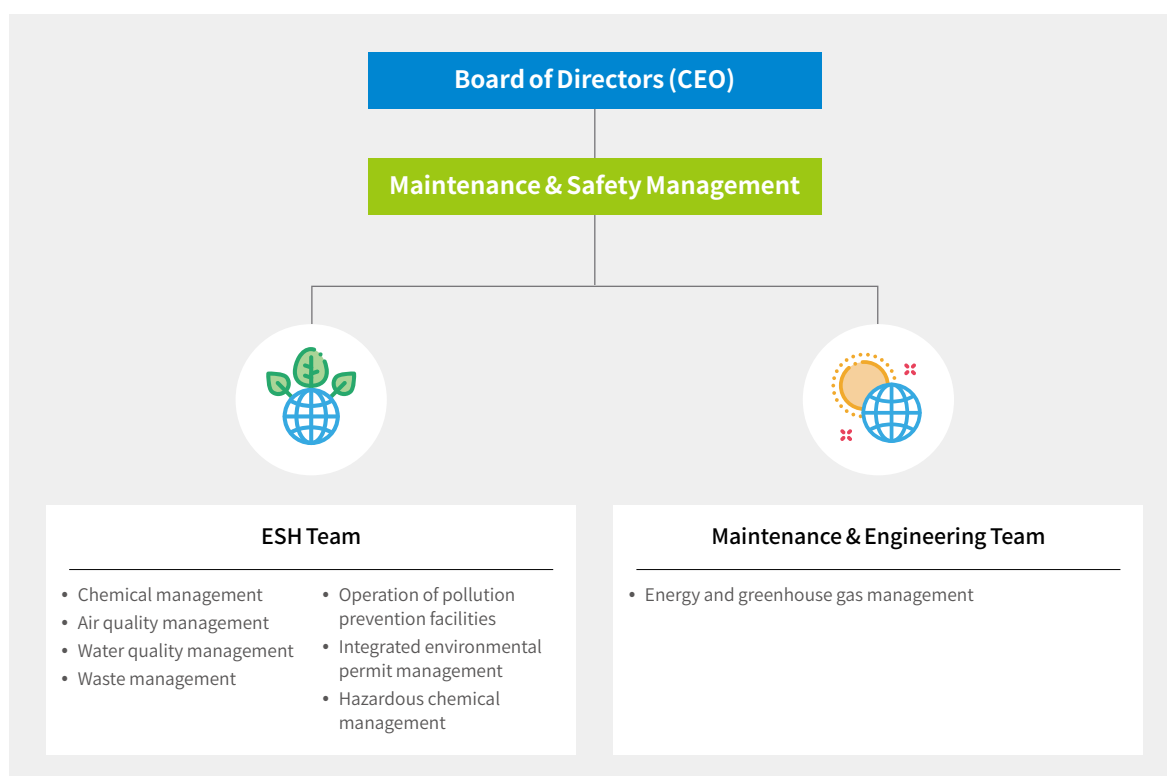 Board of Directors (CEO)
Maintenance & Safety Management
ESH Team
• Chemical management
• Air quality management
• Water quality management
• Waste management
• Operation of pollution
prevention facilities
• Integrated environmental
permit management
• Hazardous chemical
management
Maintenance & Engineering Team
• Energy and greenhouse gas management